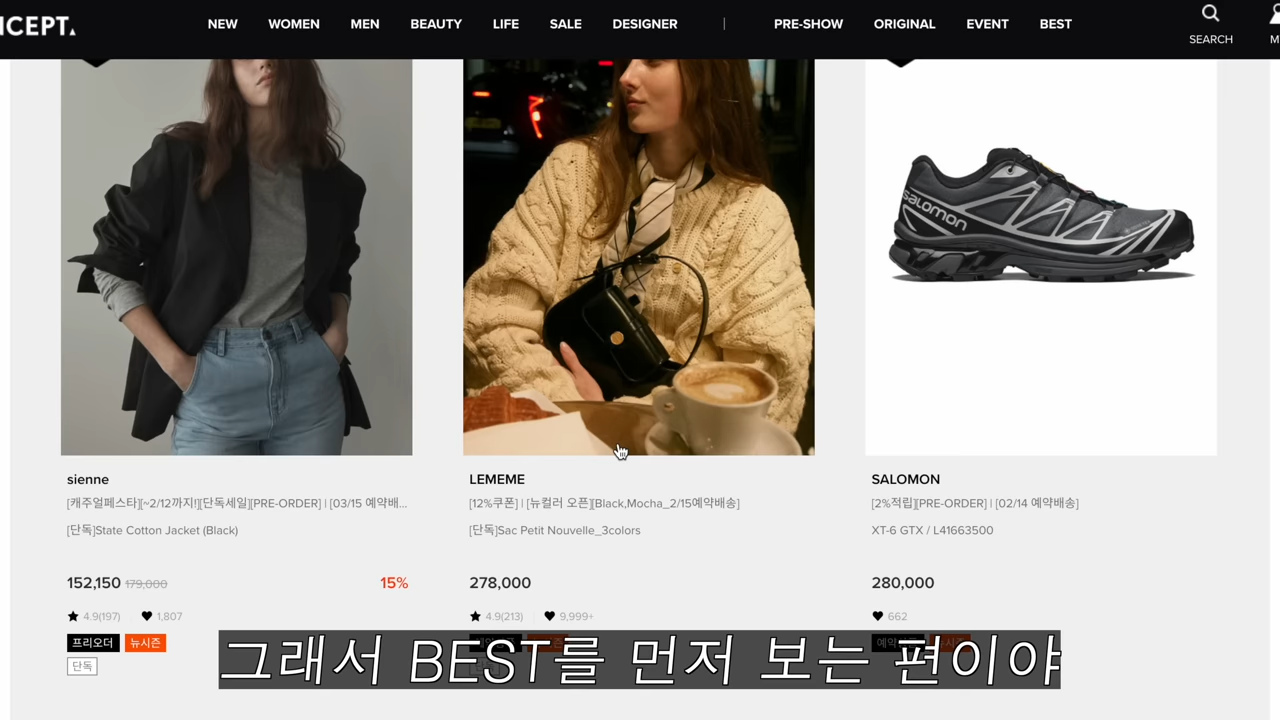 NCEPT.
NEW WOMEN MEN BEAUTY LIFE SALE DESIGNER | PRE-SHOW ORIGINAL EVENT BEST
SEARCH
salomon
sienne
[캐주얼페스타][~2/12까지!][단독세일][PRE-ORDER] | [03/15 예약배...
[단독]State Cotton Jacket (Black)
152,150 179,000 15%
4.9(197) 1,807
프리오더 뉴시즌
단독
LEMEME
[12%쿠폰] | [뉴컬러 오픈][Black,Mocha_2/15예약배송]
[단독]Sac Petit Nouvelle_3colors
278,000
4.9(213) 9,999+
SALOMON
[2%적립][PRE-ORDER] | [02/14 예약배송]
XT-6 GTX / L41663500
280,000
662
그래서 BEST를 먼저 보는 편이야